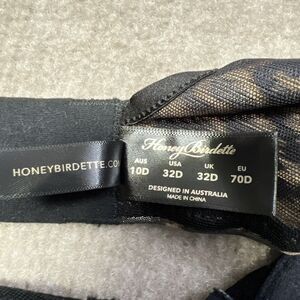 HONEYBIRDETTE.CO
Honey Birdette
AUS USA UK EU
10D 32D 32D 70D
DESIGNED IN AUSTRALIA
MADE IN CHINA